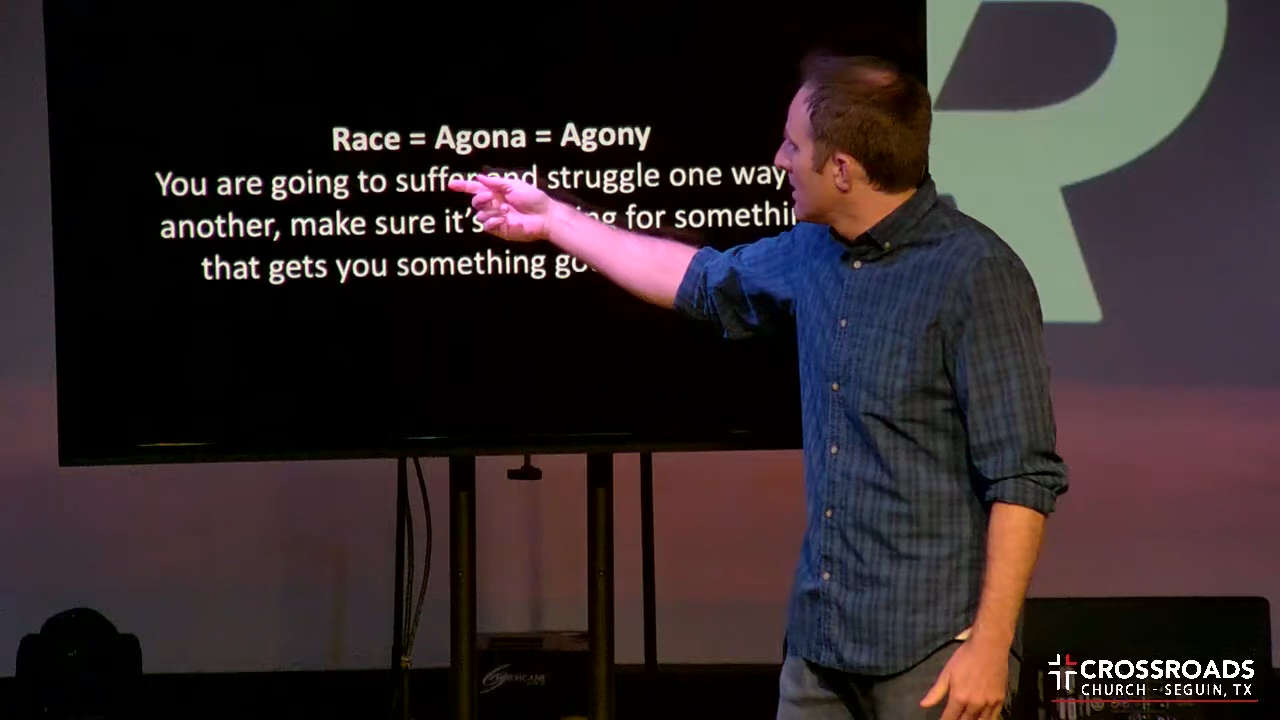 Race = Agona = Agony
You are going to suffer and struggle one way
another, make sure it's for
that gets you something
R
CROSSROADS
CHURCH - SEGUIN, TX